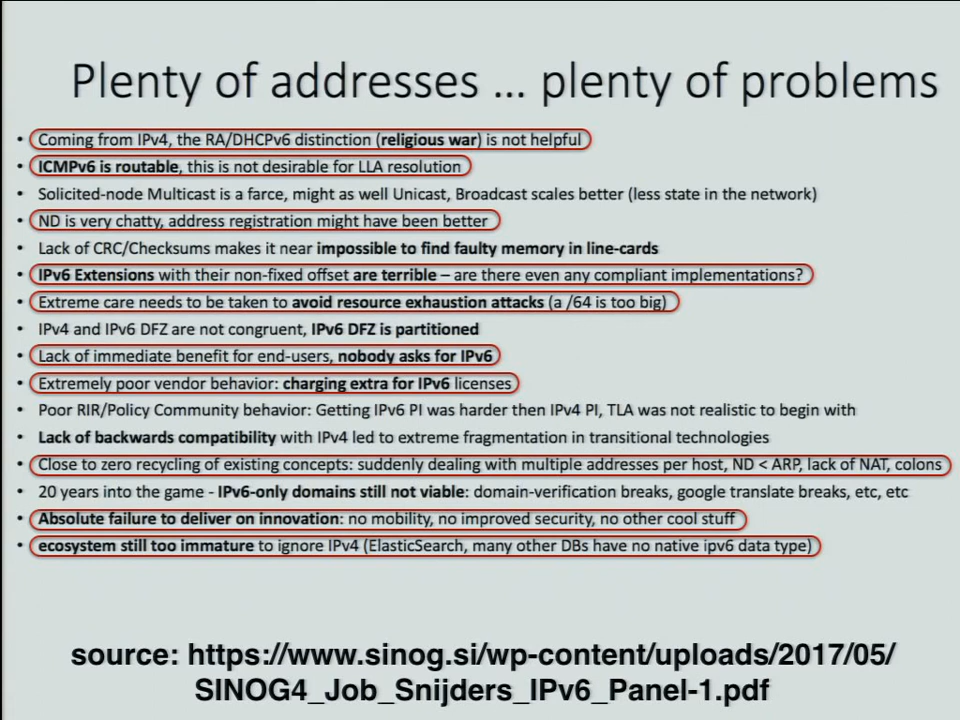 Plenty of addresses ... plenty of problems
• Coming from IPv4, the RA/DHCPv6 distinction (religious war) is not helpful
• ICMPv6 is routable, this is not desirable for LLA resolution
• Solicited-node Multicast is a farce, might as well Unicast, Broadcast scales better (less state in the network)
• ND is very chatty, address registration might have been better
• Lack of CRC/Checksums makes it near impossible to find faulty memory in line-cards
• IPv6 Extensions with their non-fixed offset are terrible – are there even any compliant implementations?
• Extreme care needs to be taken to avoid resource exhaustion attacks (a /64 is too big)
• IPv4 and IPv6 DFZ are not congruent, IPv6 DFZ is partitioned
• Lack of immediate benefit for end-users, nobody asks for IPv6
• Extremely poor vendor behavior: charging extra for IPv6 licenses
• Poor RIR/Policy Community behavior: Getting IPv6 PI was harder then IPv4 PI, TLA was not realistic to begin with
• Lack of backwards compatibility with IPv4 led to extreme fragmentation in transitional technologies
• Close to zero recycling of existing concepts: suddenly dealing with multiple addresses per host, ND < ARP, lack of NAT, colons
• 20 years into the game - IPv6-only domains still not viable: domain-verification breaks, google translate breaks, etc, etc
• Absolute failure to deliver on innovation: no mobility, no improved security, no other cool stuff
• ecosystem still too immature to ignore IPv4 (ElasticSearch, many other DBs have no native ipv6 data type)
source: https://www.sinog.si/wp-content/uploads/2017/05/
SINOG4_Job_Snijders_IPv6_Panel-1.pdf